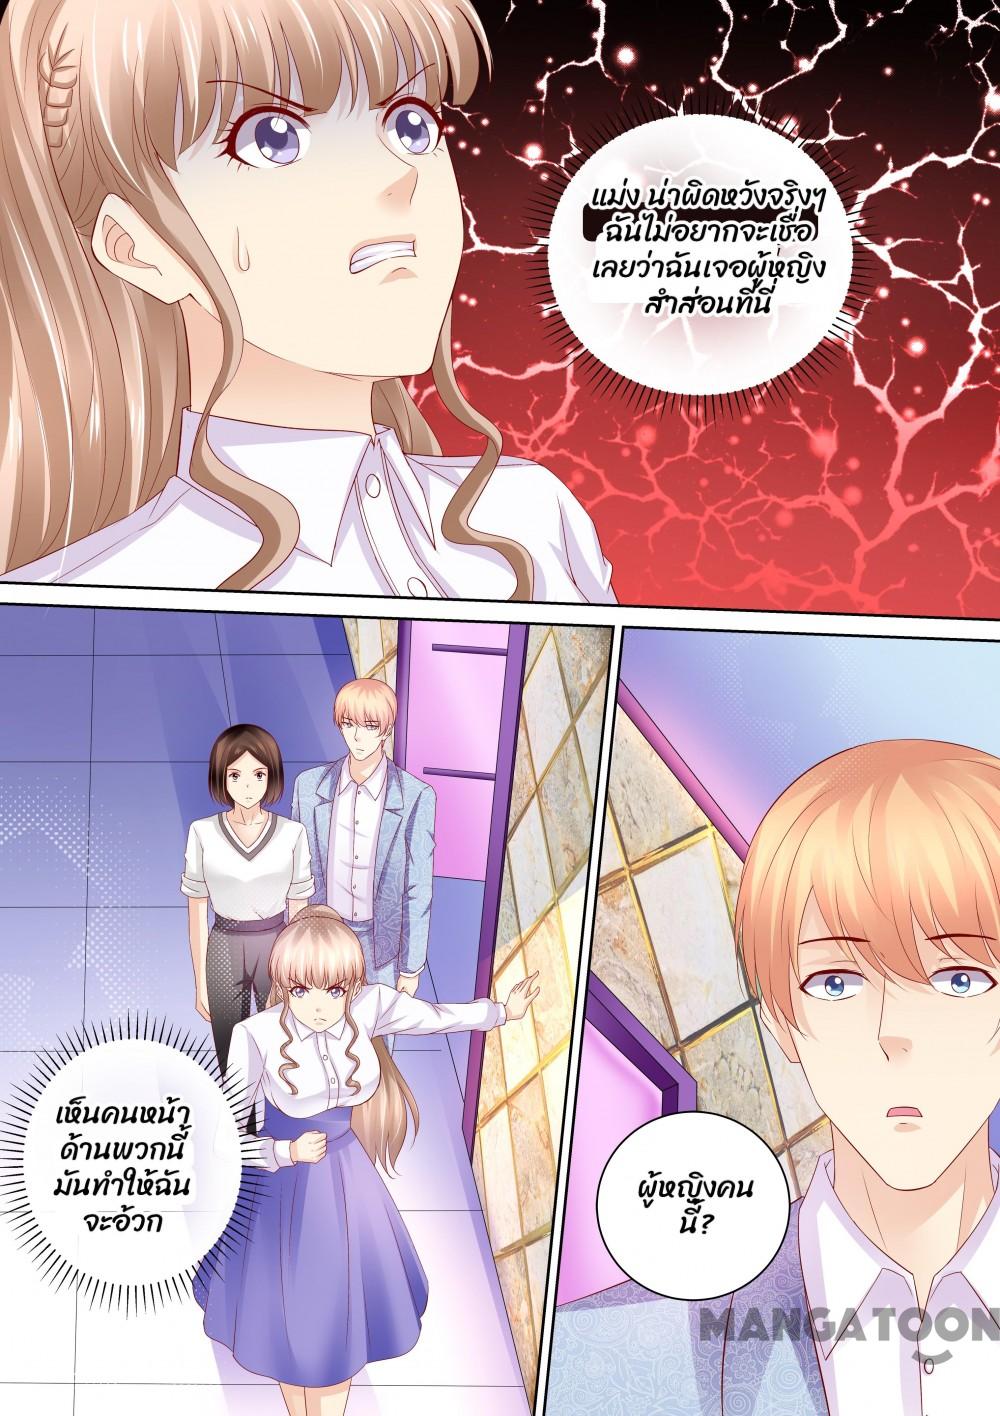 แม่ง น่าผิดหวังจริงๆ
ฉันไม่อยากจะเชื่อ
เลยว่าฉันเจอผู้หญิง
สำส่อนที่นี่
เห็นคนหน้า
ด้านพวกนี้
มันทำให้ฉัน
จะอ้วก
ผู้หญิงคน
นี้?
MANGATOON